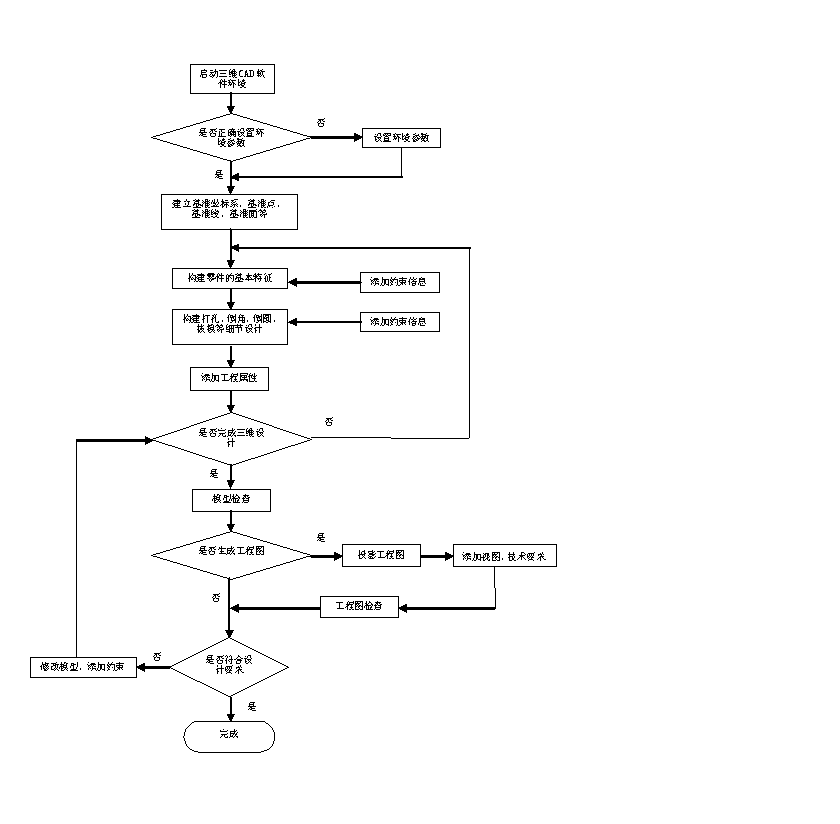 启动三维CAD软
件环境
是否正确设置环
境参数
否
设置环境参数
是
建立基准坐标系、基准点、
基准线、基准面等
构建零件的基本特征
添加约束信息
构建打孔、倒角、倒圆、
拔模等细节设计
添加约束信息
添加工程属性
是否完成三维设
计
否
是
模型检查
是否生成工程图
是
投影工程图
添加视图、技术要求
否
工程图检查
是否符合设
计要求
否
修改模型、添加约束
是
完成